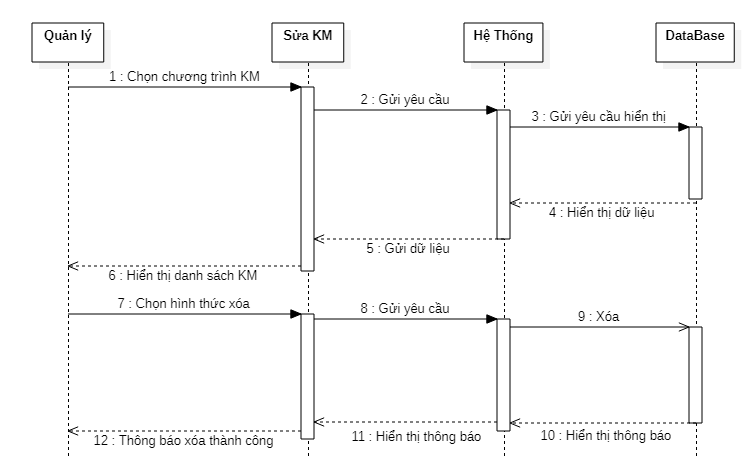 Quản lý
Sửa KM
Hệ Thống
DataBase
1 : Chọn chương trình KM
2 : Gửi yêu cầu
3 : Gửi yêu cầu hiển thị
4 : Hiển thị dữ liệu
5 : Gửi dữ liệu
6 : Hiển thị danh sách KM
7 : Chọn hình thức xóa
8 : Gửi yêu cầu
9 : Xóa
10 : Hiển thị thông báo
11 : Hiển thị thông báo
12 : Thông báo xóa thành công